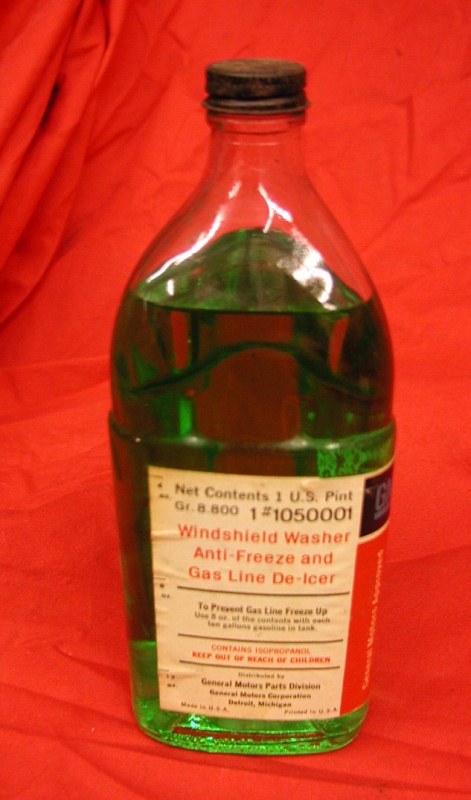 Net Contents 1 U.S. Pint
Gr. 8.800 1#1050001
Windshield Washer
Anti-Freeze and
Gas Line De-Icer
To Prevent Gas Line Freeze Up
Use 8 oz. of the contents with each
ten gallons gasoline in tank.
CONTAINS ISOPROPANOL
KEEP OUT OF REACH OF CHILDREN
Distributed by
General Motors Parts Division
General Motors Corporation
Detroit, Michigan
Made in U.S.A. Printed in U.S.A.
General Motors Approved